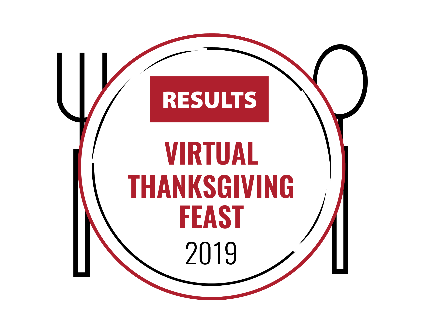 RESULTS
VIRTUAL
THANKSGIVING
FEAST
2019